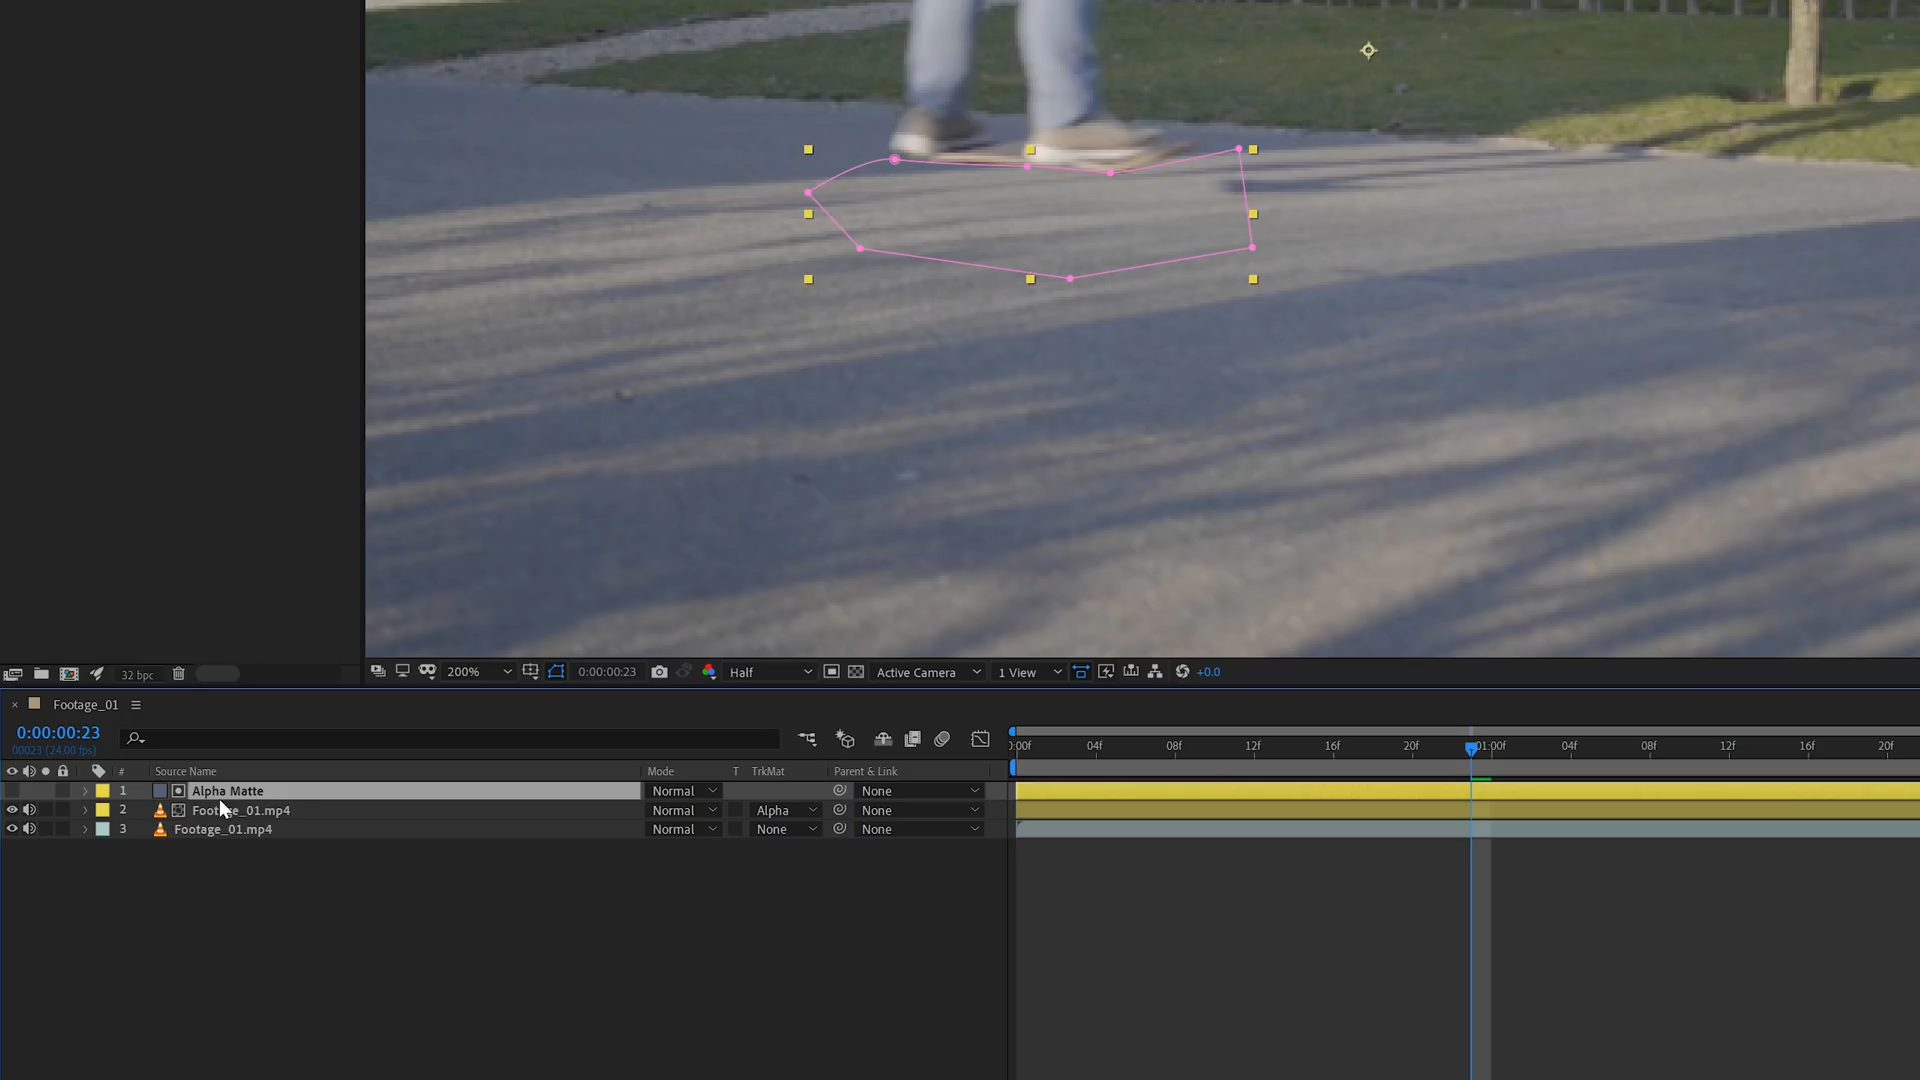 32 bpc
200%
0:00:00:23
Half
Active Camera
1 View
+0.0
Footage_01
0:00:00:23
00023 (24.00 fps)
:00f 04f 08f 12f 16f 20f 01:00f 04f 08f 12f 16f 20f
# Source Name Mode T TrkMat Parent & Link
1 Alpha Matte Normal None
2 Footage_01.mp4 Normal Alpha None
3 Footage_01.mp4 Normal None None